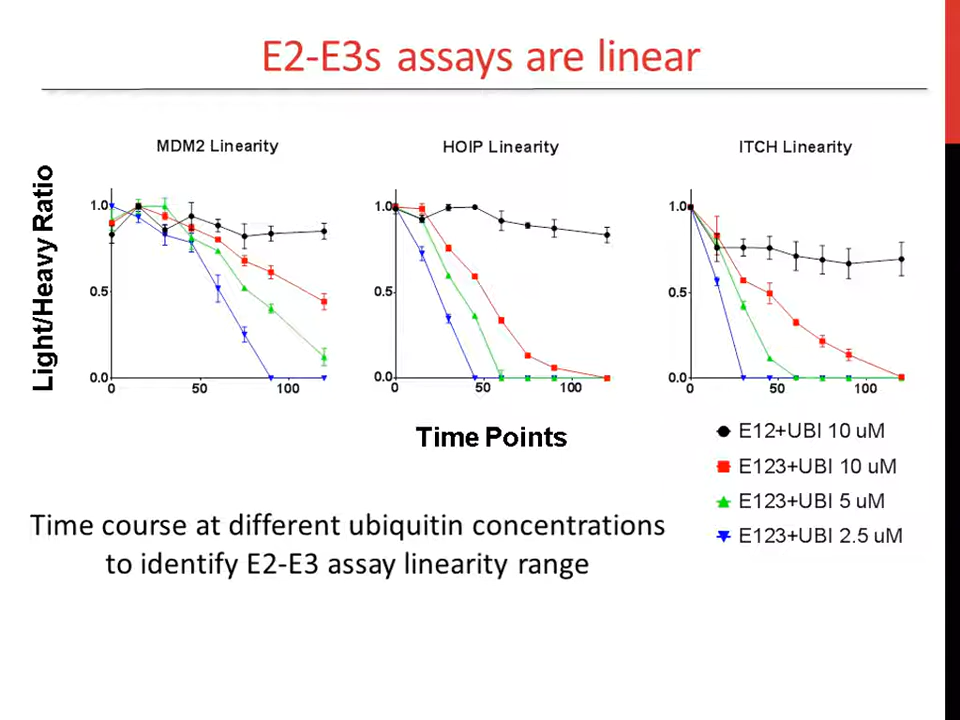 E2-E3s assays are linear
MDM2 Linearity
HOIP Linearity
ITCH Linearity
Light/Heavy Ratio
1.0
0.5
0.0
0
50
100
1.0
0.5
0.0
0
50
100
1.0
0.5
0.0
0
50
100
Time Points
E12+UBI 10 uM
E123+UBI 10 uM
E123+UBI 5 uM
E123+UBI 2.5 uM
Time course at different ubiquitin concentrations
to identify E2-E3 assay linearity range